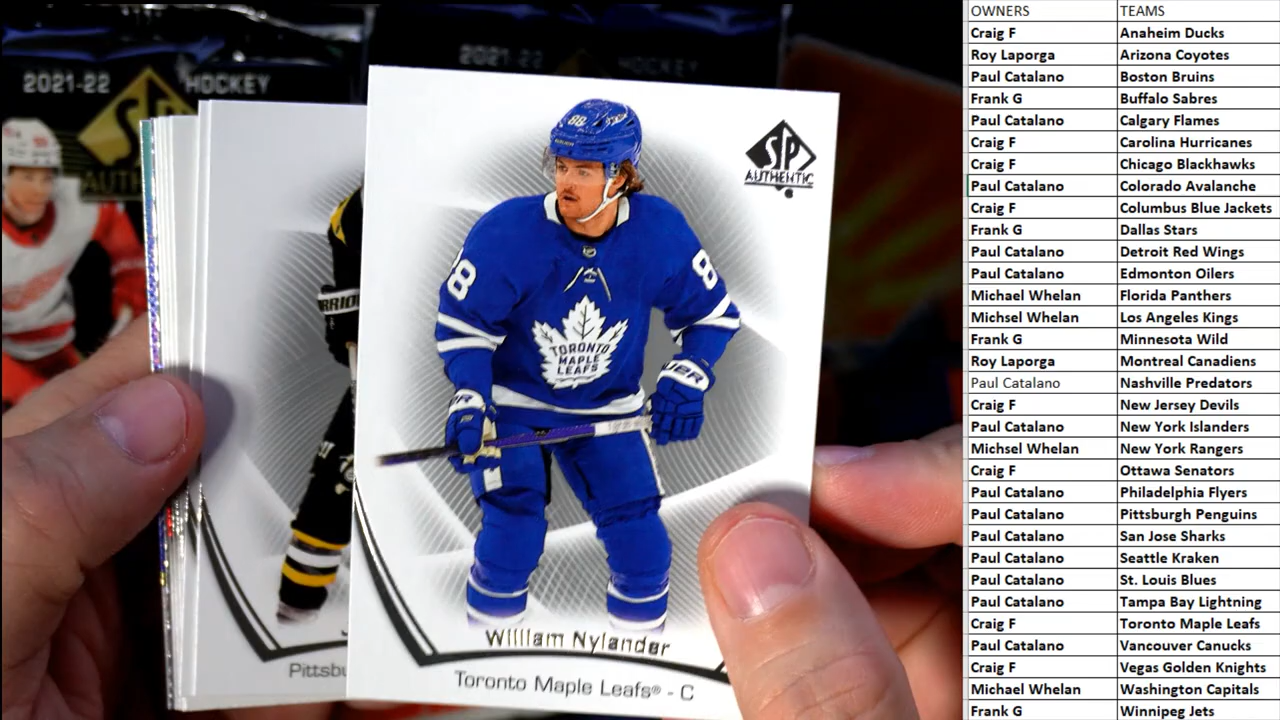 2021-22 HOCKEY
AUTH
2021-22 HOCKEY
88
SP
AUTHENTIC
88
8
TORONTO
MAPLE
LEAFS
William Nylander
Toronto Maple Leafs® - C
Pittsbu
OWNERS TEAMS
Craig F Anaheim Ducks
Roy Laporga Arizona Coyotes
Paul Catalano Boston Bruins
Frank G Buffalo Sabres
Paul Catalano Calgary Flames
Craig F Carolina Hurricanes
Craig F Chicago Blackhawks
Paul Catalano Colorado Avalanche
Craig F Columbus Blue Jackets
Frank G Dallas Stars
Paul Catalano Detroit Red Wings
Paul Catalano Edmonton Oilers
Michael Whelan Florida Panthers
Michsel Whelan Los Angeles Kings
Frank G Minnesota Wild
Roy Laporga Montreal Canadiens
Paul Catalano Nashville Predators
Craig F New Jersey Devils
Paul Catalano New York Islanders
Michsel Whelan New York Rangers
Craig F Ottawa Senators
Paul Catalano Philadelphia Flyers
Paul Catalano Pittsburgh Penguins
Paul Catalano San Jose Sharks
Paul Catalano Seattle Kraken
Paul Catalano St. Louis Blues
Paul Catalano Tampa Bay Lightning
Craig F Toronto Maple Leafs
Paul Catalano Vancouver Canucks
Craig F Vegas Golden Knights
Michael Whelan Washington Capitals
Frank G Winnipeg Jets